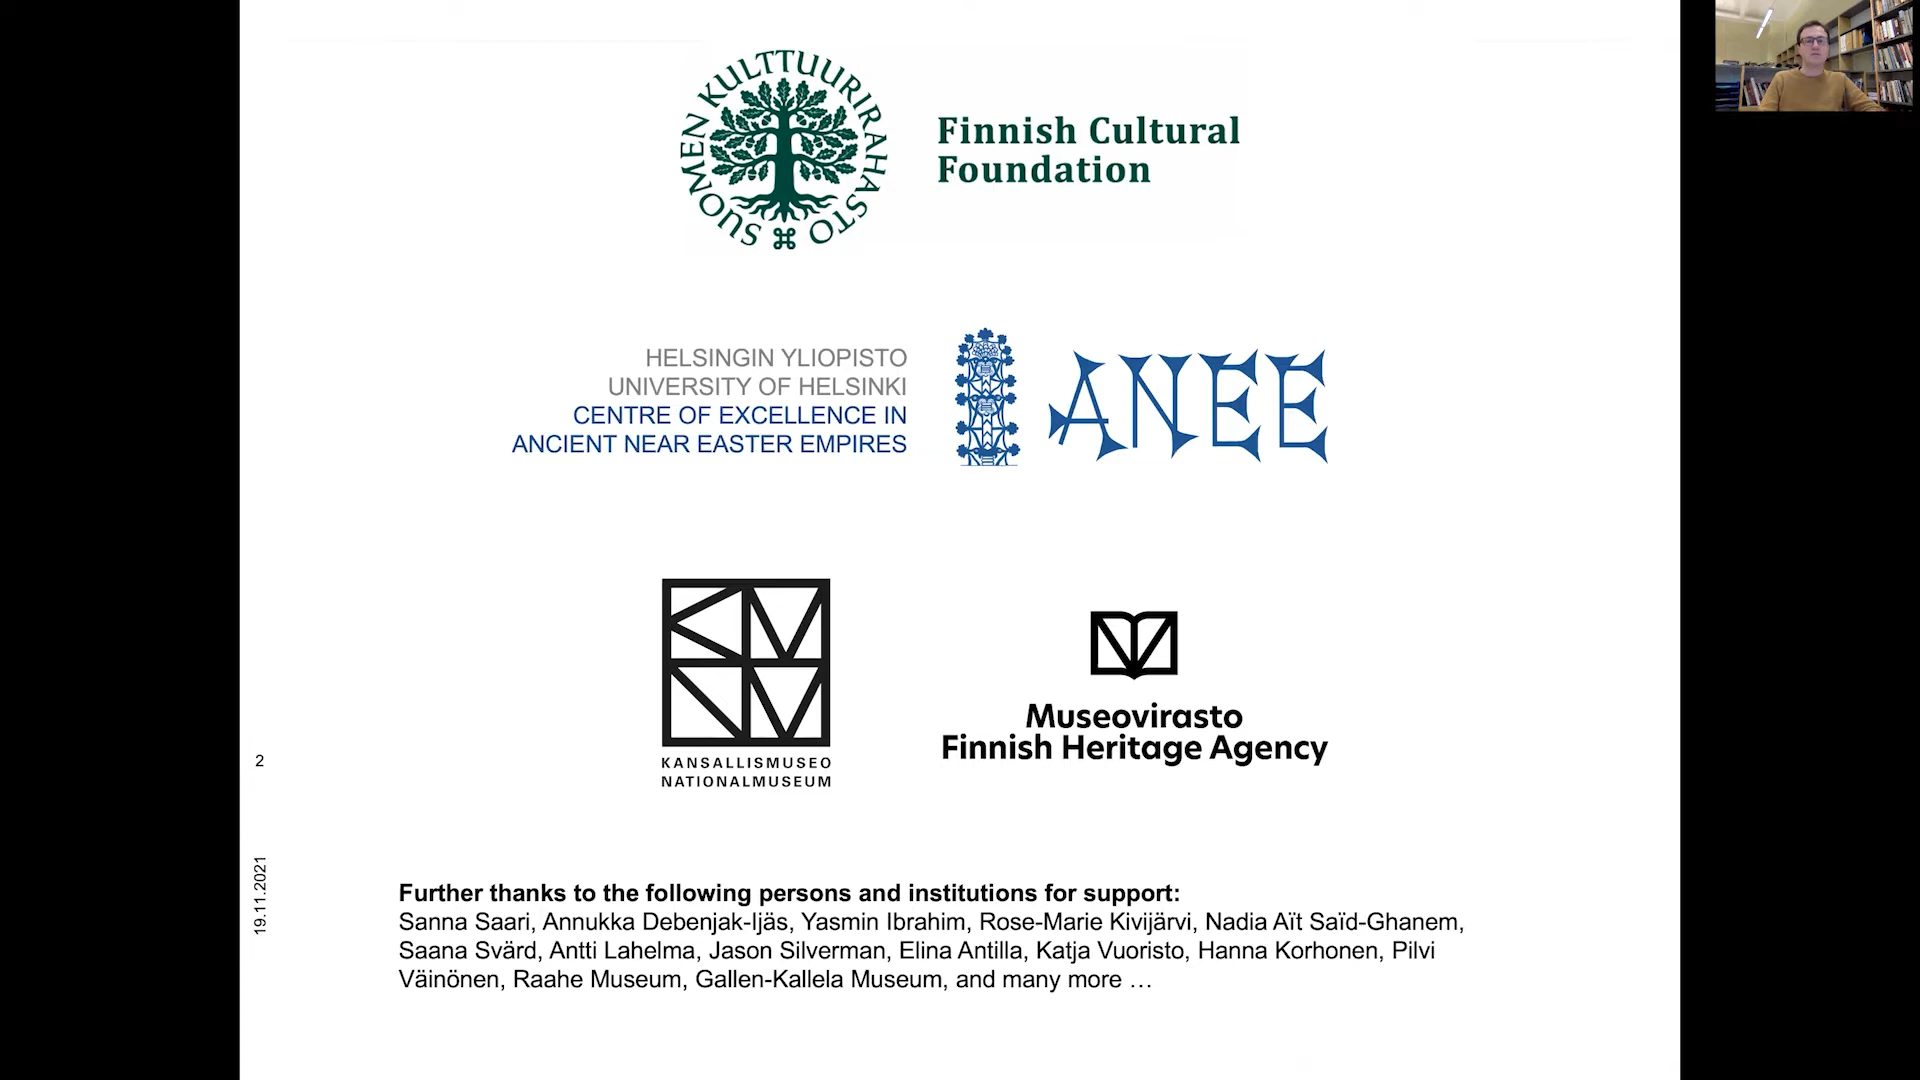 SUOMEN KULTTUURIRAHASTO
Finnish Cultural
Foundation
HELSINGIN YLIOPISTO
UNIVERSITY OF HELSINKI
CENTRE OF EXCELLENCE IN
ANCIENT NEAR EASTER EMPIRES
ANEE
KM
NM
KANSALLISMUSEO
NATIONALMUSEUM
Museovirasto
Finnish Heritage Agency
2
19.11.2021
Further thanks to the following persons and institutions for support:
Sanna Saari, Annukka Debenjak-Ijäs, Yasmin Ibrahim, Rose-Marie Kivijärvi, Nadia Aït Saïd-Ghanem,
Saana Svärd, Antti Lahelma, Jason Silverman, Elina Antilla, Katja Vuoristo, Hanna Korhonen, Pilvi
Väinönen, Raahe Museum, Gallen-Kallela Museum, and many more …